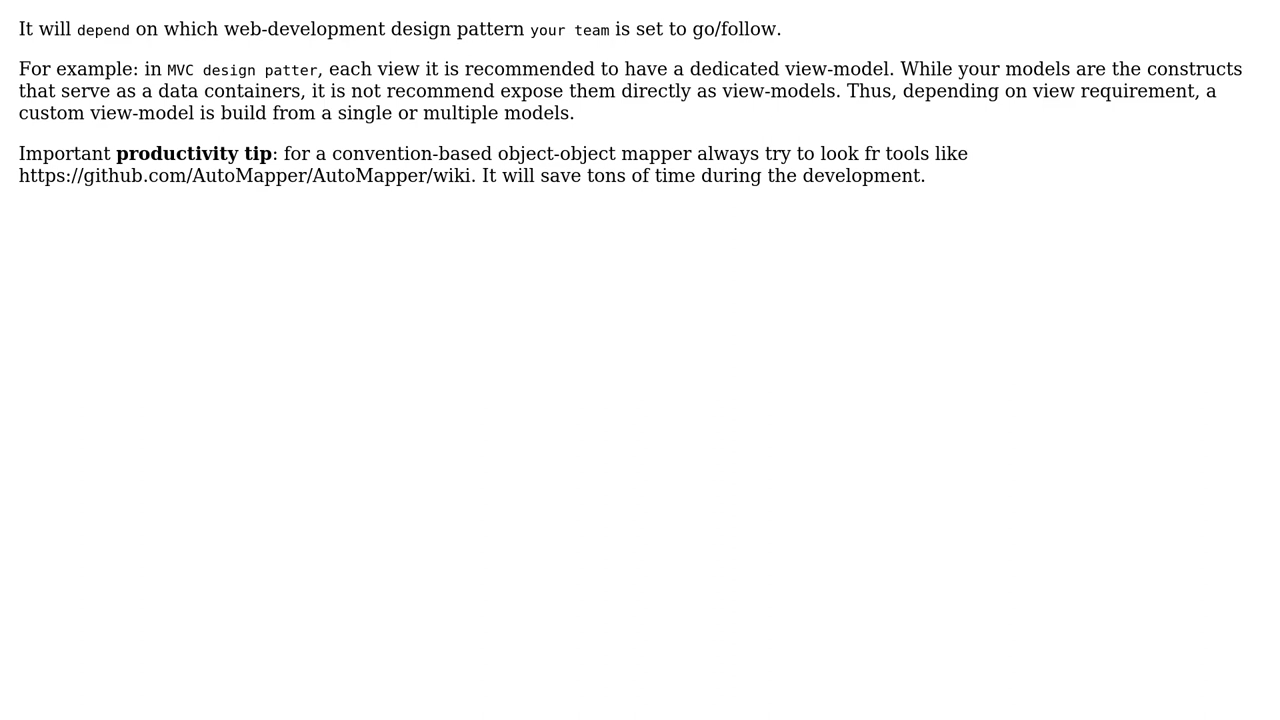 It will depend on which web-development design pattern your team is set to go/follow.
For example: in MVC design patter, each view it is recommended to have a dedicated view-model. While your models are the constructs
that serve as a data containers, it is not recommend expose them directly as view-models. Thus, depending on view requirement, a
custom view-model is build from a single or multiple models.
Important productivity tip: for a convention-based object-object mapper always try to look fr tools like
https://github.com/AutoMapper/AutoMapper/wiki. It will save tons of time during the development.